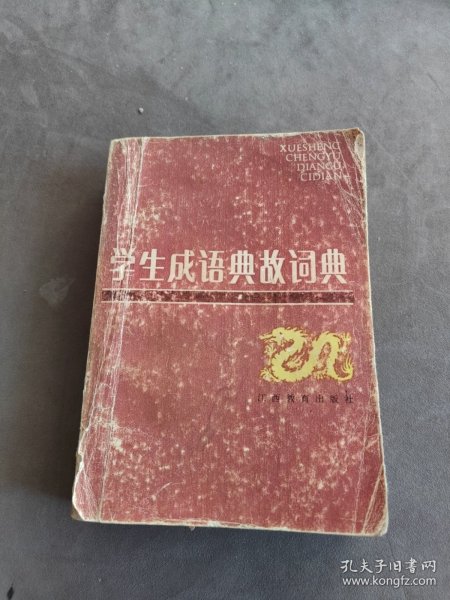 XUESHENG
CHENGYU
DIANGU
CIDIAN
学生成语典故词典
江西教育出版社
孔夫子旧书网
www.kongfz.com